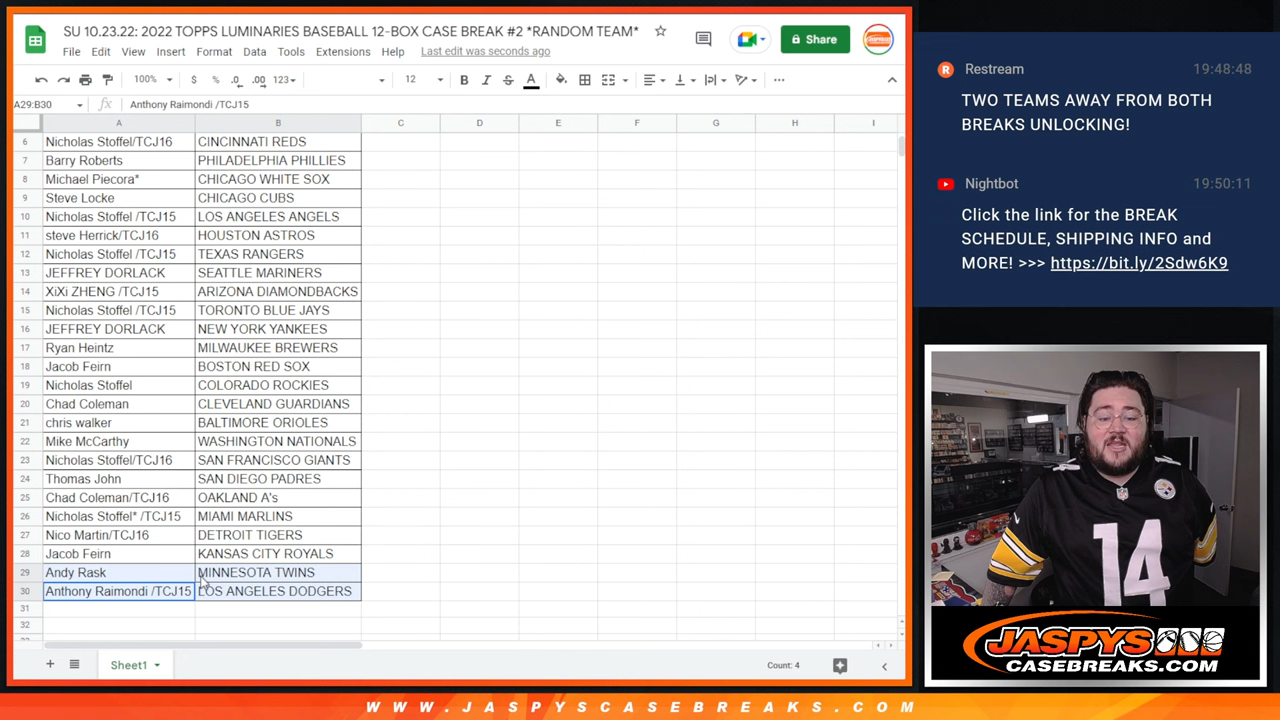 SU 10.23.22: 2022 TOPPS LUMINARIES BASEBALL 12-BOX CASE BREAK #2 *RANDOM TEAM*
File Edit View Insert Format Data Tools Extensions Help Last edit was seconds ago
Share
100% $ % .0 .00 123 12 B I S A
A29:B30 fx Anthony Raimondi /TCJ15
A B C D E F G H I
6 Nicholas Stoffel/TCJ16 CINCINNATI REDS
7 Barry Roberts PHILADELPHIA PHILLIES
8 Michael Piecora* CHICAGO WHITE SOX
9 Steve Locke CHICAGO CUBS
10 Nicholas Stoffel /TCJ15 LOS ANGELES ANGELS
11 steve Herrick/TCJ16 HOUSTON ASTROS
12 Nicholas Stoffel /TCJ15 TEXAS RANGERS
13 JEFFREY DORLACK SEATTLE MARINERS
14 XiXi ZHENG /TCJ15 ARIZONA DIAMONDBACKS
15 Nicholas Stoffel /TCJ15 TORONTO BLUE JAYS
16 JEFFREY DORLACK NEW YORK YANKEES
17 Ryan Heintz MILWAUKEE BREWERS
18 Jacob Feirn BOSTON RED SOX
19 Nicholas Stoffel COLORADO ROCKIES
20 Chad Coleman CLEVELAND GUARDIANS
21 chris walker BALTIMORE ORIOLES
22 Mike McCarthy WASHINGTON NATIONALS
23 Nicholas Stoffel/TCJ16 SAN FRANCISCO GIANTS
24 Thomas John SAN DIEGO PADRES
25 Chad Coleman/TCJ16 OAKLAND A's
26 Nicholas Stoffel* /TCJ15 MIAMI MARLINS
27 Nico Martin/TCJ16 DETROIT TIGERS
28 Jacob Feirn KANSAS CITY ROYALS
29 Andy Rask MINNESOTA TWINS
30 Anthony Raimondi /TCJ15 LOS ANGELES DODGERS
31
32
Sheet1
Count: 4
Restream 19:48:48
TWO TEAMS AWAY FROM BOTH
BREAKS UNLOCKING!
Nightbot 19:50:11
Click the link for the BREAK
SCHEDULE, SHIPPING INFO and
MORE! >>> https://bit.ly/2Sdw6K9
14
JASPYS
CASEBREAKS.COM
WWW.JASPYSCASEBREAKS.COM